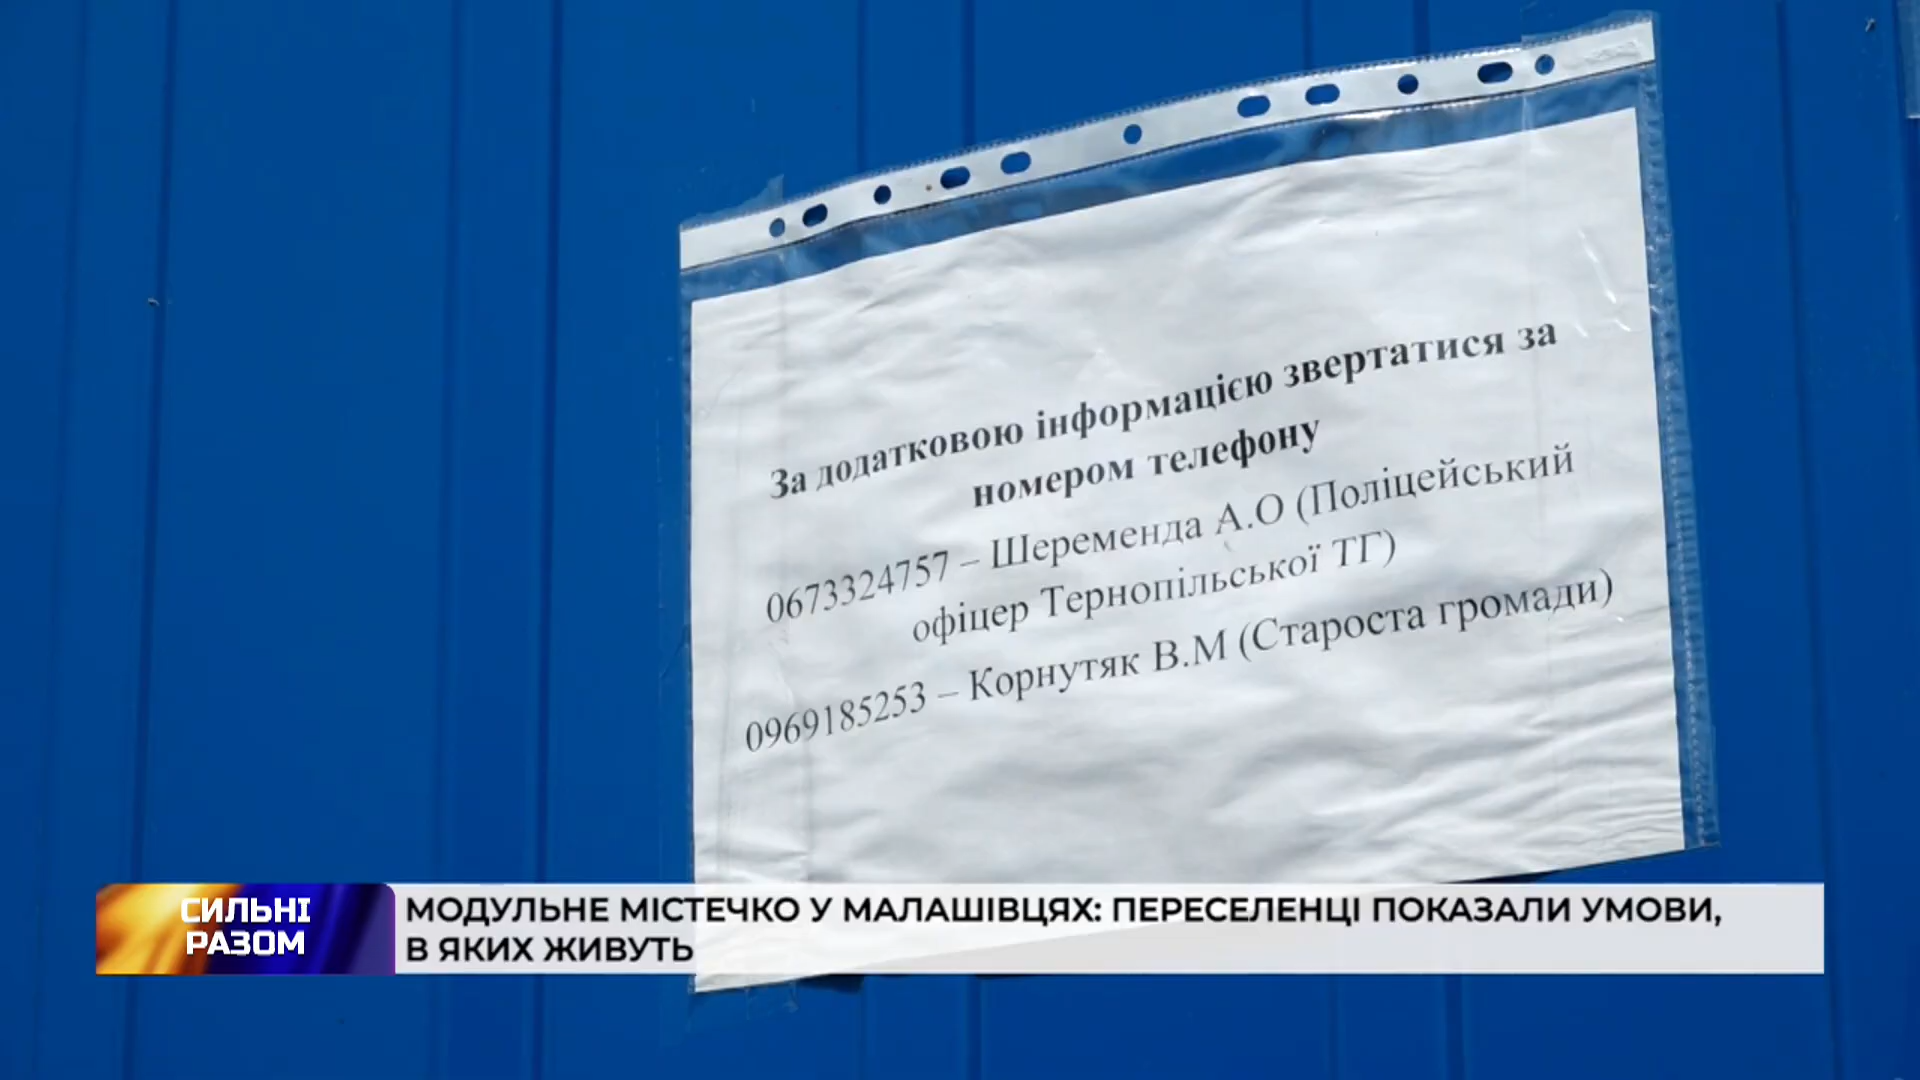 За додатковою інформацією звертатися за
номером телефону
0673324757 – Шеременда А.О (Поліцейський
офіцер Тернопільської ТГ)
0969185253 – Корнутяк В.М (Староста громади)
СИЛЬНІ
РАЗОМ
МОДУЛЬНЕ МІСТЕЧКО У МАЛАШІВЦЯХ: ПЕРЕСЕЛЕНЦІ ПОКАЗАЛИ УМОВИ,
В ЯКИХ ЖИВУТЬ